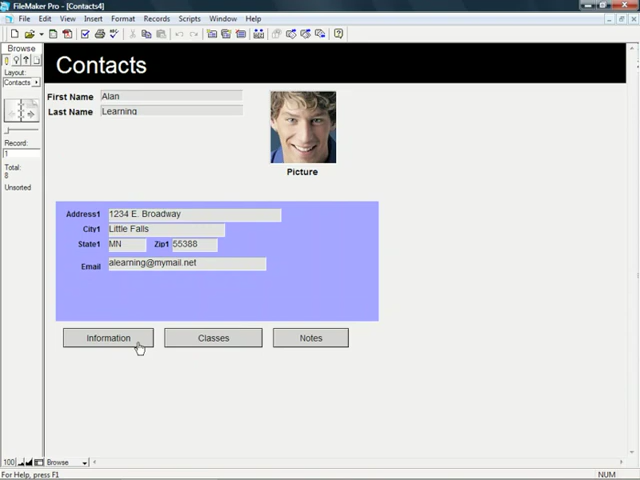 FileMaker Pro - [Contacts4]
File Edit View Insert Format Records Scripts Window Help
Browse
Layout:
Contacts
Record:
1
Total:
8
Unsorted
Contacts
First Name Alan
Last Name Learning
Picture
Address1 1234 E. Broadway
City1 Little Falls
State1 MN Zip1 55388
Email alearning@mymail.net
Information Classes Notes
100 Browse
For Help, press F1 NUM